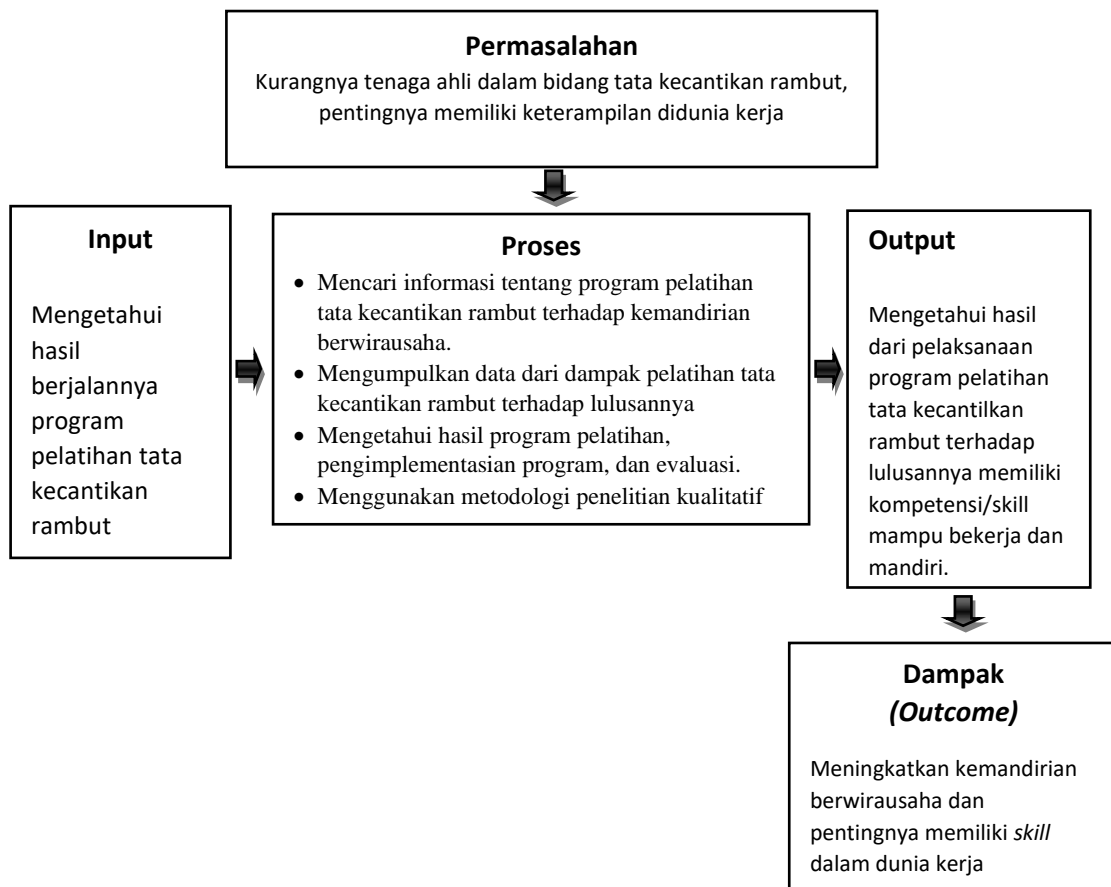 Permasalahan
Kurangnya tenaga ahli dalam bidang tata kecantikan rambut,
pentingnya memiliki keterampilan didunia kerja
Input
Mengetahui
hasil
berjalannya
program
pelatihan tata
kecantikan
rambut
Proses
• Mencari informasi tentang program pelatihan
tata kecantikan rambut terhadap kemandirian
berwirausaha.
• Mengumpulkan data dari dampak pelatihan tata
kecantikan rambut terhadap lulusannya
• Mengetahui hasil program pelatihan,
pengimplementasian program, dan evaluasi.
• Menggunakan metodologi penelitian kualitatif
Output
Mengetahui hasil
dari pelaksanaan
program pelatihan
tata kecantilkan
rambut terhadap
lulusannya memiliki
kompetensi/skill
mampu bekerja dan
mandiri.
Dampak
(Outcome)
Meningkatkan kemandirian
berwirausaha dan
pentingnya memiliki skill
dalam dunia kerja